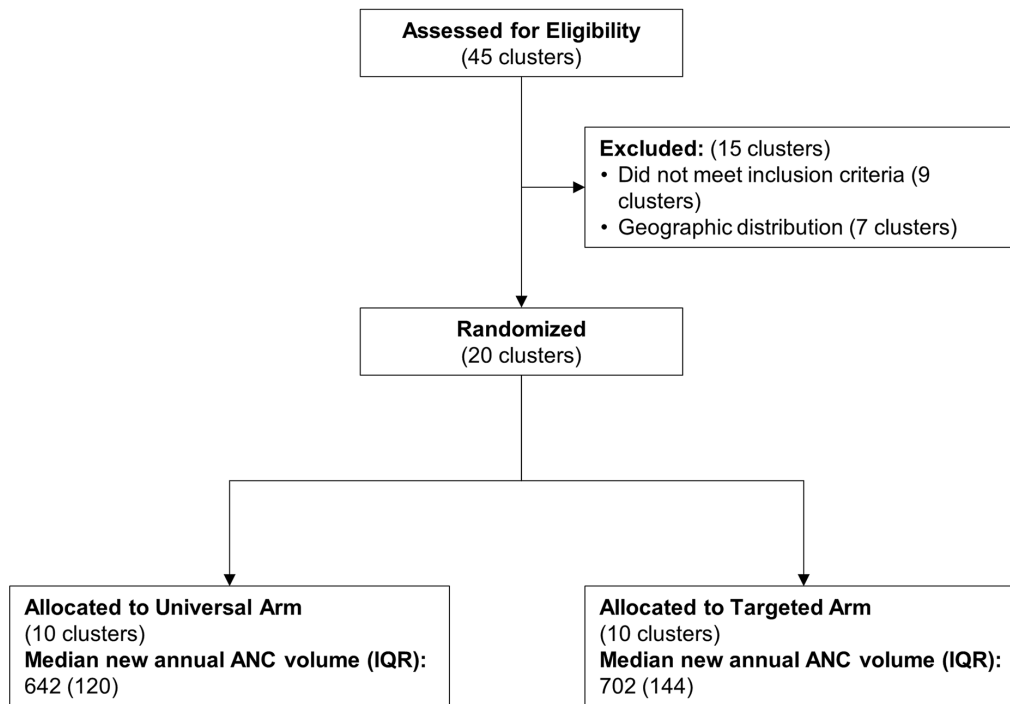 Assessed for Eligibility
(45 clusters)
Excluded: (15 clusters)
• Did not meet inclusion criteria (9
clusters)
• Geographic distribution (7 clusters)
Randomized
(20 clusters)
Allocated to Universal Arm
(10 clusters)
Median new annual ANC volume (IQR):
642 (120)
Allocated to Targeted Arm
(10 clusters)
Median new annual ANC volume (IQR):
702 (144)